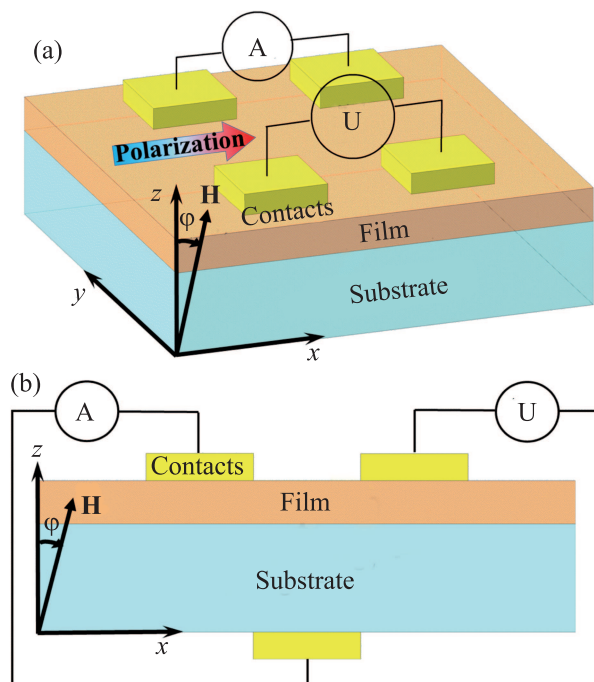 (a)
A
U
Polarization
z
H
φ
Contacts
Film
Substrate
y
x
(b)
A
U
z
Contacts
H
Film
φ
Substrate
x